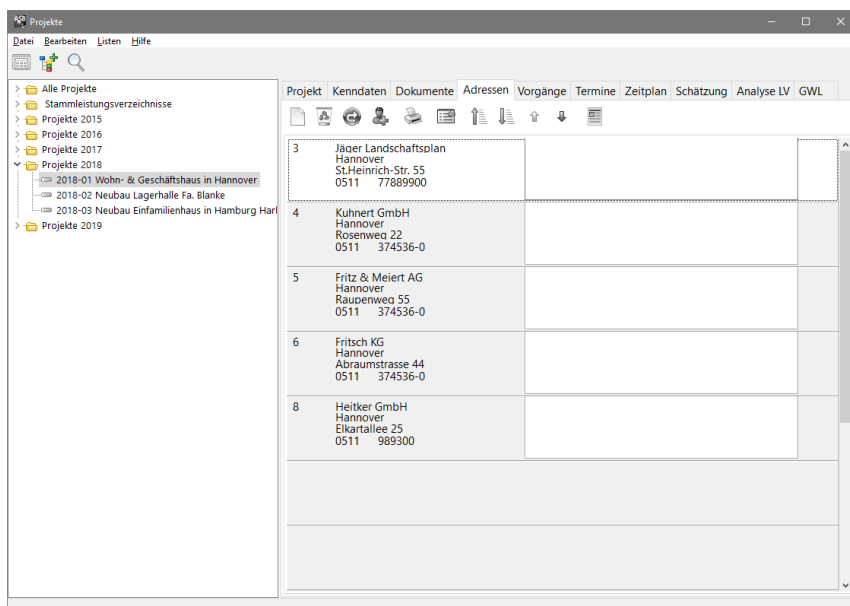 ASB Projekte
Datei Bearbeiten Listen Hilfe
Alle Projekte
Stammleistungsverzeichnisse
Projekte 2015
Projekte 2016
Projekte 2017
Projekte 2018
2018-01 Wohn- & Geschäftshaus in Hannover
2018-02 Neubau Lagerhalle Fa. Blanke
2018-03 Neubau Einfamilienhaus in Hamburg Harl
Projekte 2019
Projekt Kenndaten Dokumente Adressen Vorgänge Termine Zeitplan Schätzung Analyse LV GWL
3 Jäger Landschaftsplan
Hannover
St.Heinrich-Str. 55
0511 77889900
4 Kuhnert GmbH
Hannover
Rosenweg 22
0511 374536-0
5 Fritz & Meiert AG
Hannover
Raupenweg 55
0511 374536-0
6 Fritsch KG
Hannover
Abraumstrasse 44
0511 374536-0
8 Heitker GmbH
Hannover
Elkartallee 25
0511 989300